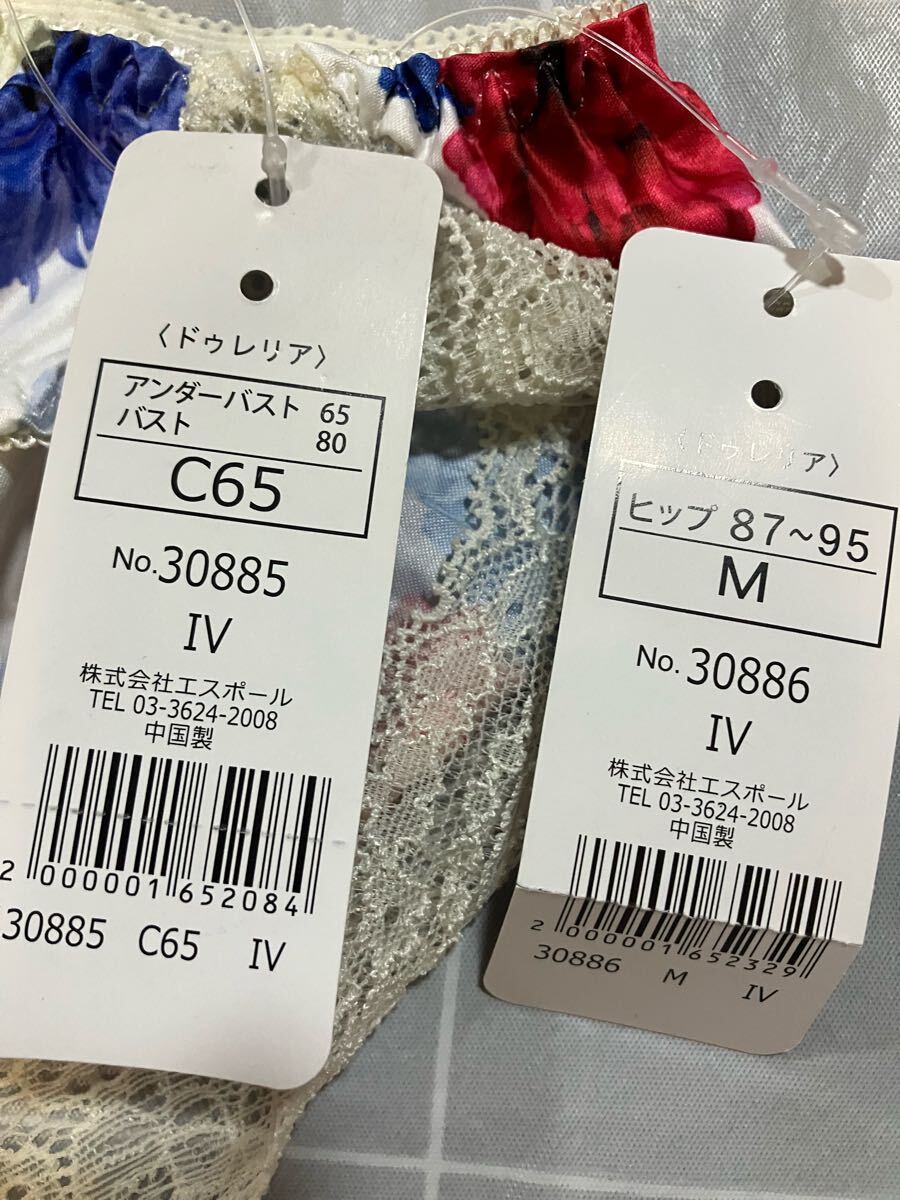 〈ドゥレリア〉
アンダーバスト 65
バスト 80
C65
No.30885
IV
株式会社エスポール
TEL 03-3624-2008
中国製
2 000001 652084
30885 C65 IV
〈ドゥレリア〉
ヒップ 87~95
M
No.30886
IV
株式会社エスポール
TEL 03-3624-2008
中国製
2 000001 652329
30886 M IV